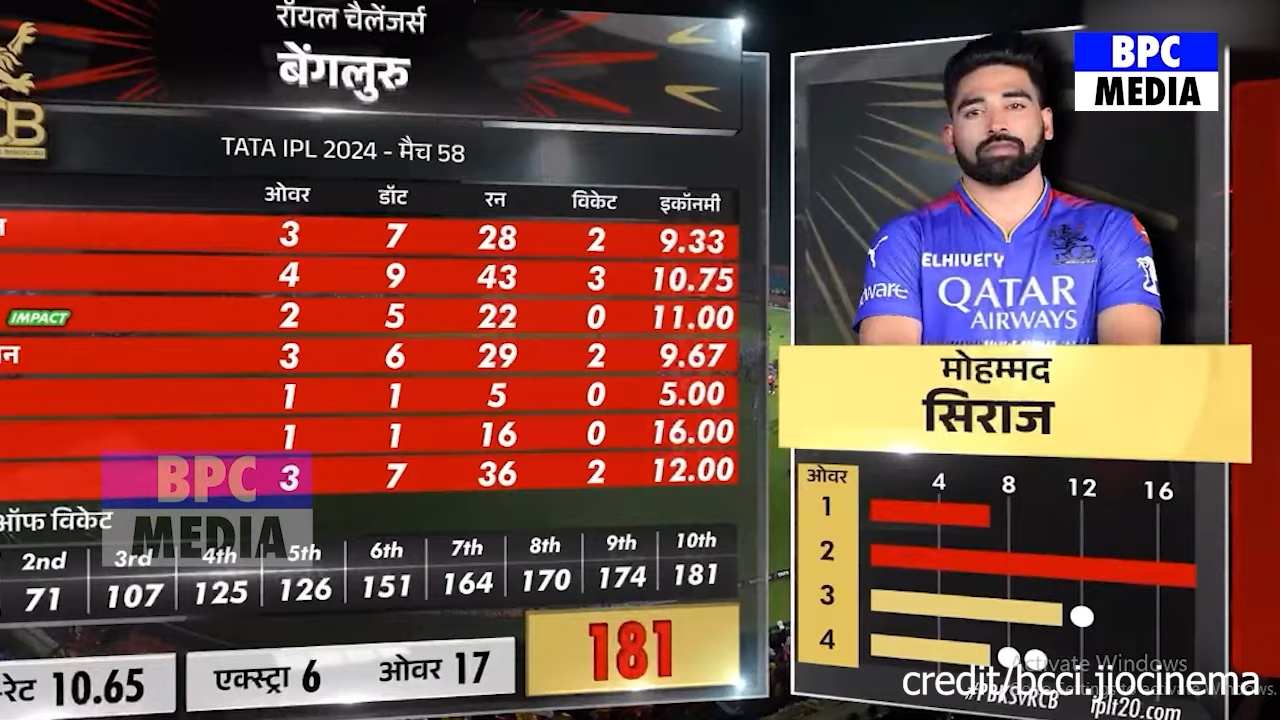 रॉयल चैलेंजर्स
बेंगलुरु
TATA IPL 2024 - मैच 58
ओवर डॉट रन विकेट इकॉनमी
3 7 28 2 9.33
4 9 43 3 10.75
IMPACT 2 5 22 0 11.00
3 6 29 2 9.67
1 1 5 0 5.00
1 1 16 0 16.00
3 7 36 2 12.00
BPC
MEDIA
ऑफ विकेट
2nd 3rd 4th 5th 6th 7th 8th 9th 10th
71 107 125 126 151 164 170 174 181
रेट 10.65 एक्स्ट्रा 6 ओवर 17 181
BPC
MEDIA
ELHIVERY
QATAR
AIRWAYS
मोहम्मद
सिराज
ओवर 4 8 12 16
1
2
3
4
Activate Windows
credit/bcci.jiocinema
#PBKSvRCB iplt20.com